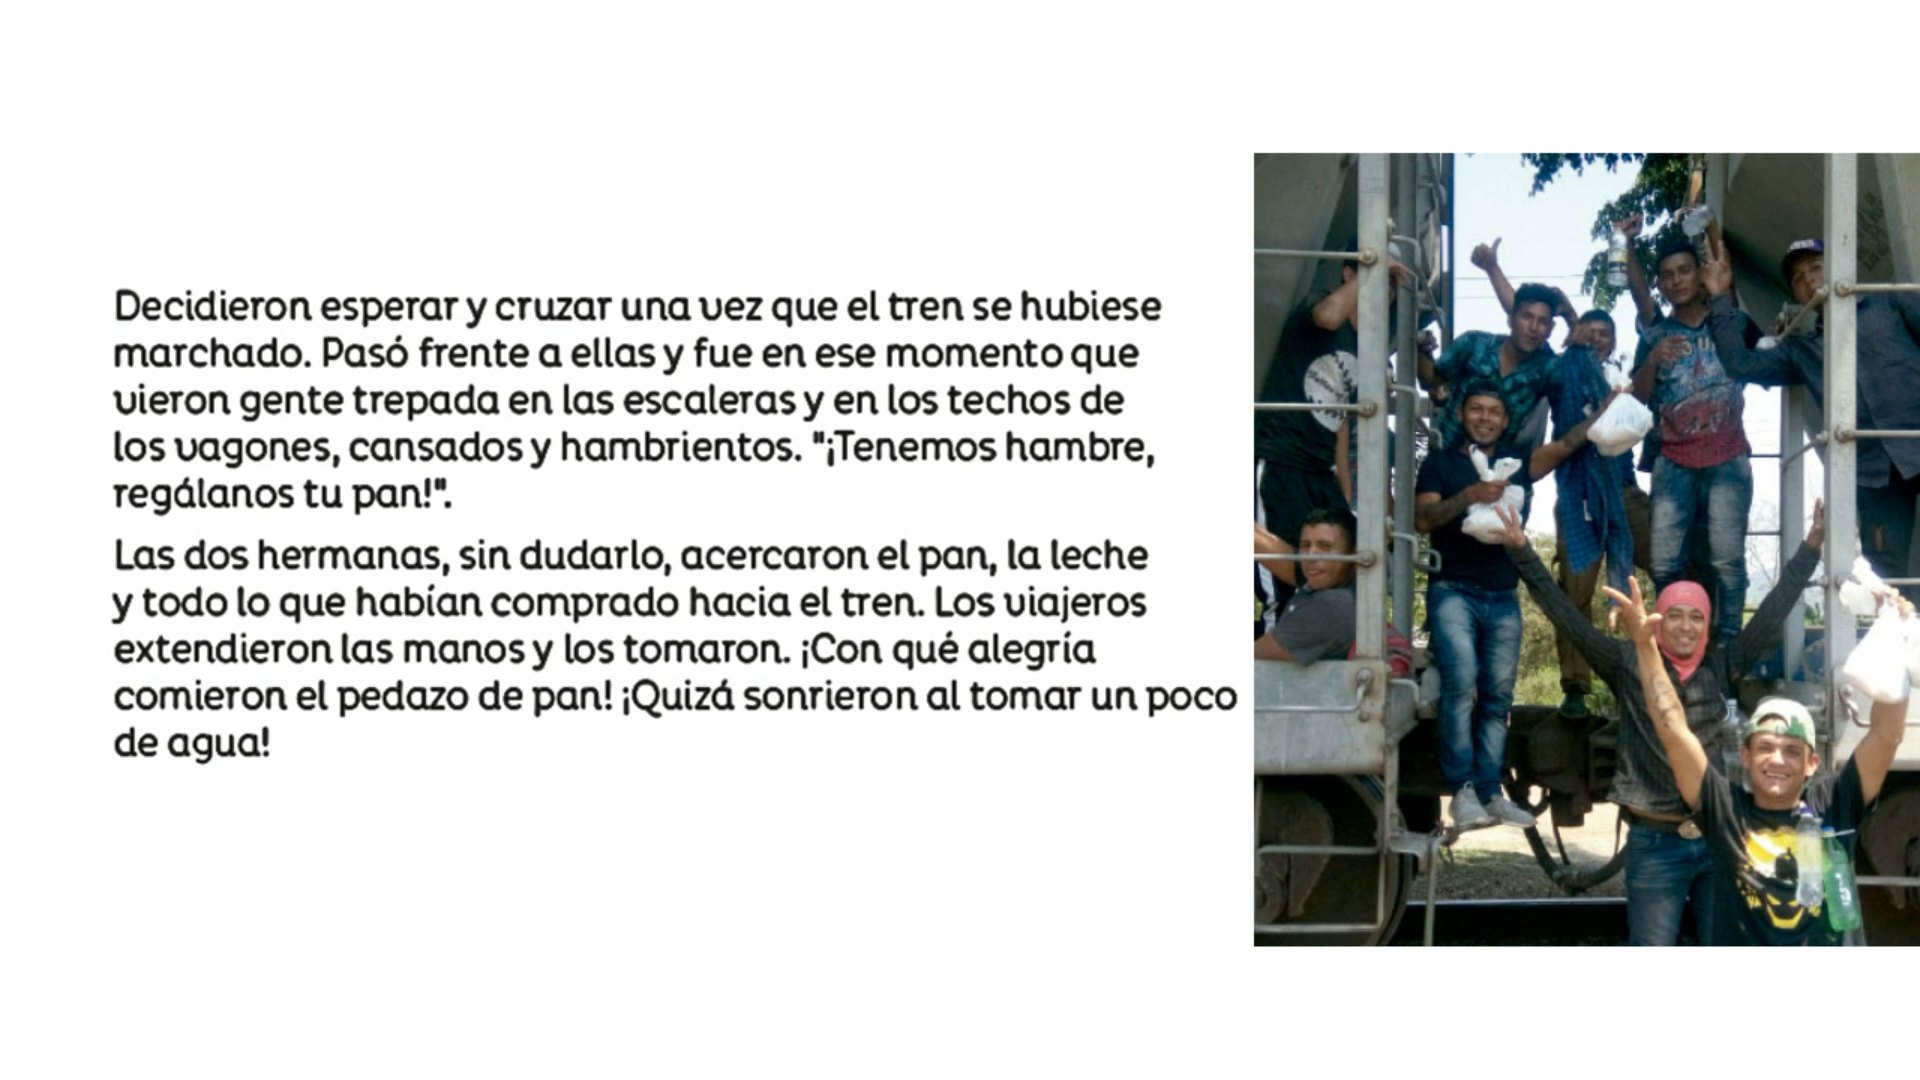 Decidieron esperar y cruzar una vez que el tren se hubiese
marchado. Pasó frente a ellas y fue en ese momento que
vieron gente trepada en las escaleras y en los techos de
los vagones, cansados y hambrientos. "¡Tenemos hambre,
regálanos tu pan!".
Las dos hermanas, sin dudarlo, acercaron el pan, la leche
y todo lo que habían comprado hacia el tren. Los viajeros
extendieron las manos y los tomaron. ¡Con qué alegría
comieron el pedazo de pan! ¡Quizá sonrieron al tomar un poco
de agua!